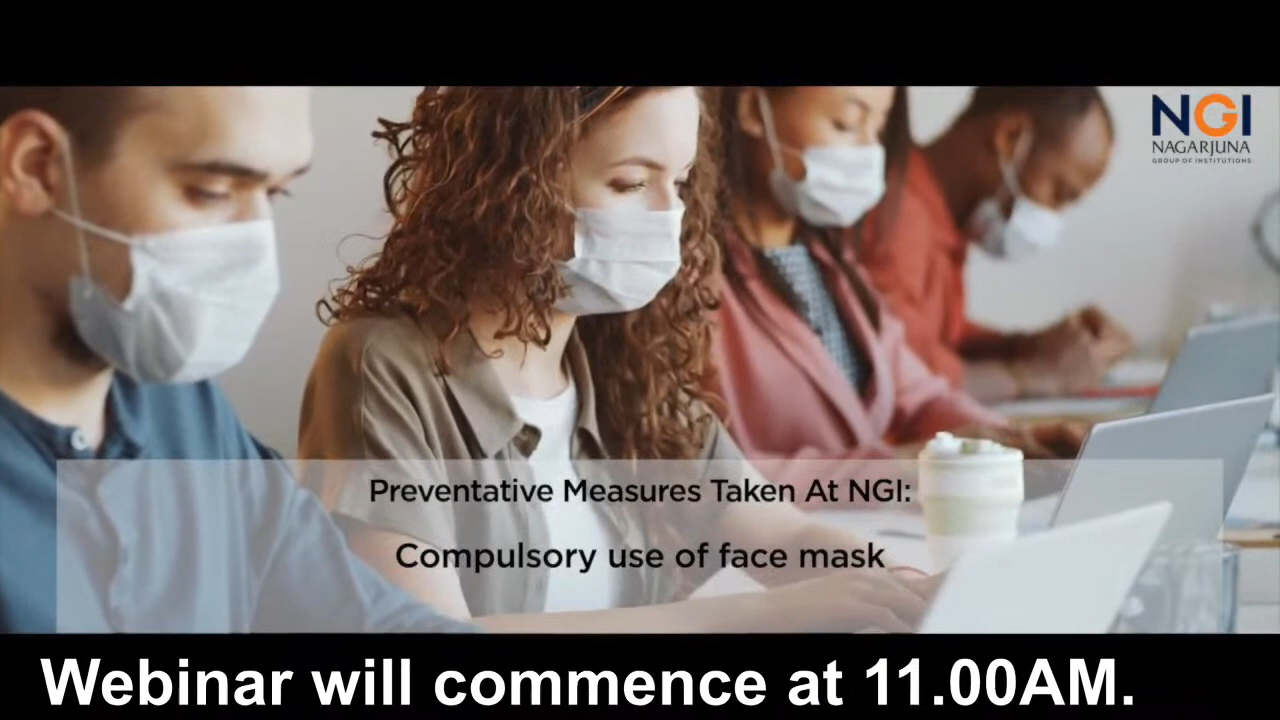 NGI
NAGARJUNA
GROUP OF INSTITUTIONS
Preventative Measures Taken At NGI:
Compulsory use of face mask
Webinar will commence at 11.00AM.